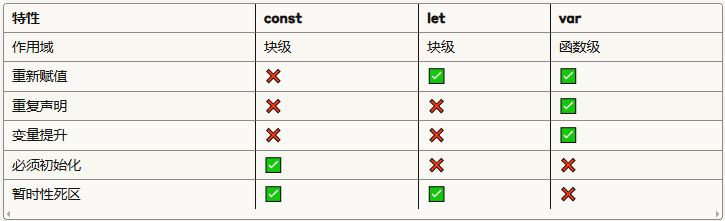 特性 const let var
作用域 块级 块级 函数级
重新赋值 ❌ ✅ ✅
重复声明 ❌ ❌ ✅
变量提升 ❌ ❌ ✅
必须初始化 ✅ ❌ ❌
暂时性死区 ✅ ✅ ❌